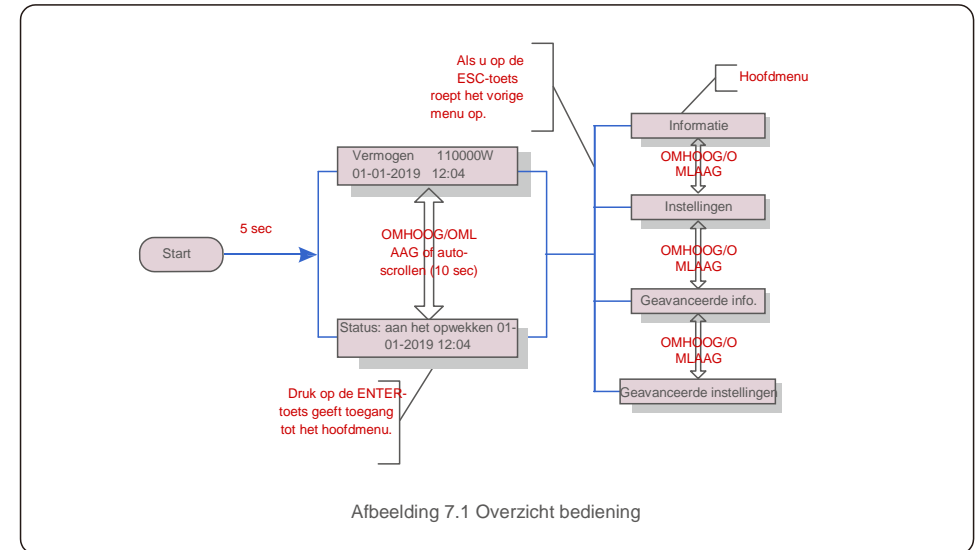 Als u op de
ESC-toets
roept het vorige
menu op.
Hoofdmenu
Informatie
OMHOOG/O
MLAAG
Vermogen 110000W
01-01-2019 12:04
Instellingen
5 sec
OMHOOG/OML
AAG of auto-
scrollen (10 sec)
Start
OMHOOG/O
MLAAG
Geavanceerde info.
Status: aan het opwekken 01-
01-2019 12:04
OMHOOG/O
MLAAG
Druk op de ENTER-
toets geeft toegang
tot het hoofdmenu.
Geavanceerde instellingen
Afbeelding 7.1 Overzicht bediening